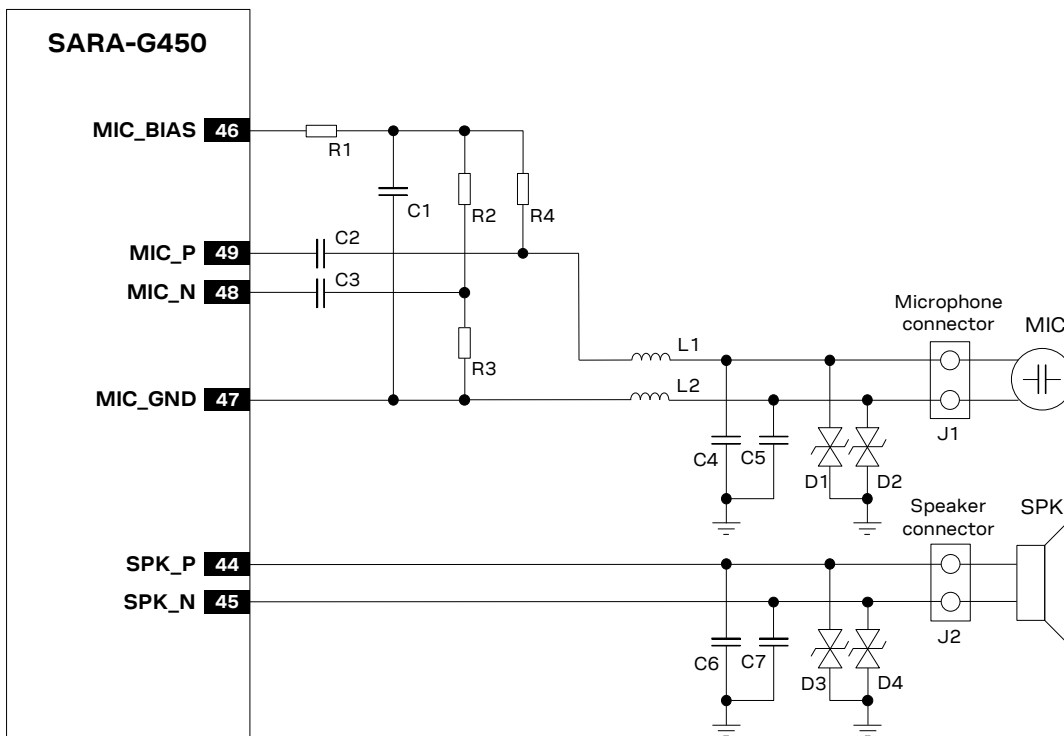 SARA-G450
MIC_BIAS 46
R1
C1
R2
R4
MIC_P 49
C2
MIC_N 48
C3
R3
MIC_GND 47
L1
L2
Microphone
connector
MIC
J1
C4
C5
D1
D2
Speaker
connector
SPK
SPK_P 44
SPK_N 45
J2
C6
C7
D3
D4